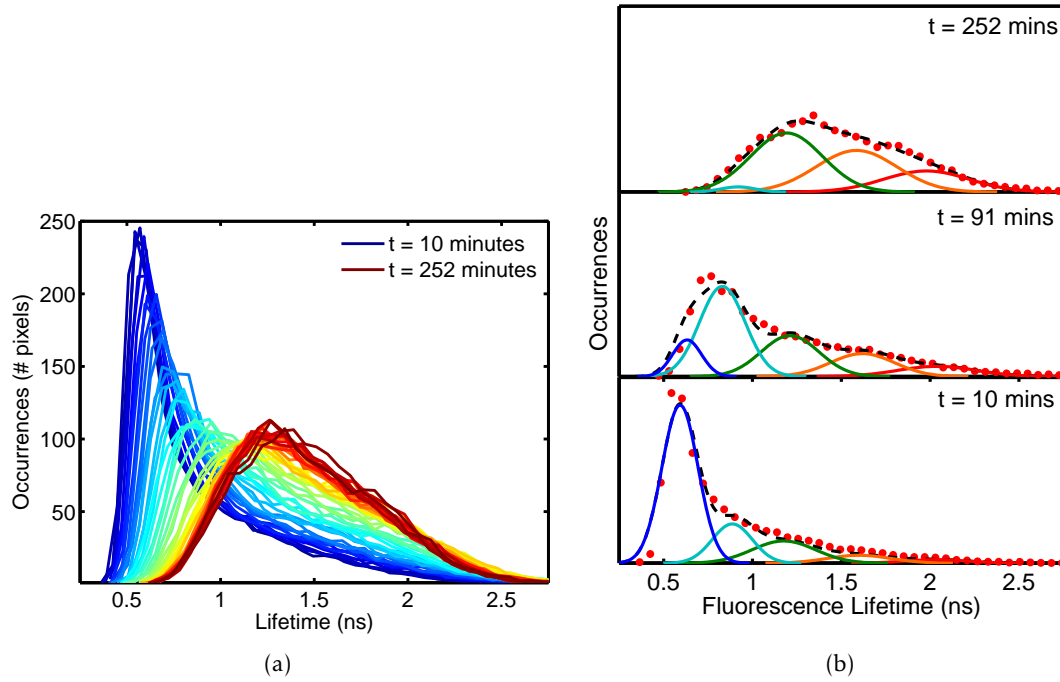 250
200
150
100
50
Occurrences (# pixels)
t = 10 minutes
t = 252 minutes
0.5 1 1.5 2 2.5
Lifetime (ns)
(a)
t = 252 mins
t = 91 mins
t = 10 mins
Occurrences
0.5 1 1.5 2 2.5
Fluorescence Lifetime (ns)
(b)